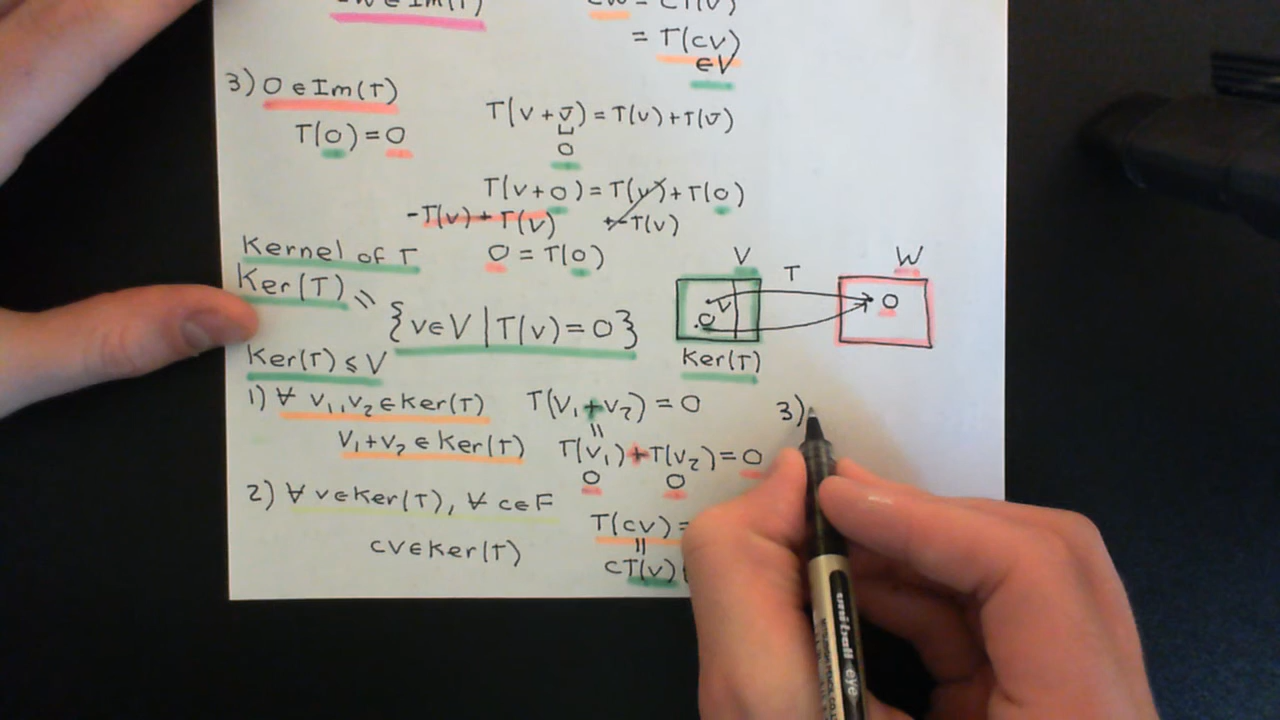 = T(cv)
∈V
3) 0 ∈ Im(T)
T(0) = 0
T(v + v̄) = T(v) + T(v̄)
0
T(v+0) = T(v) + T(0)
-T(v) + T(v) +-T(v)
0 = T(0)
Kernel of T
Ker(T) = {v∈V | T(v) = 0}
V T W
v 0
0
Ker(T)
Ker(T) ≤ V
1) ∀ v₁,v₂ ∈ Ker(T)
v₁+v₂ ∈ Ker(T)
T(v₁+v₂) = 0
=
T(v₁)+T(v₂) = 0
0 0
2) ∀ v∈Ker(T), ∀ c∈F
cv∈Ker(T)
T(cv) =
=
cT(v)
3)
uniball eye